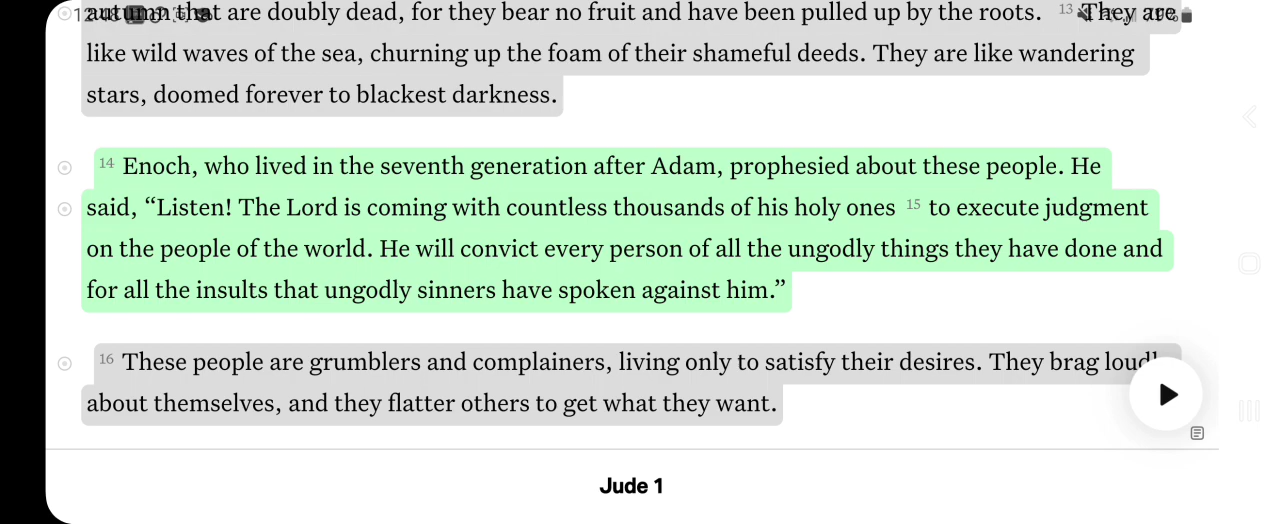 autumn that are doubly dead, for they bear no fruit and have been pulled up by the roots. 13 They are
like wild waves of the sea, churning up the foam of their shameful deeds. They are like wandering
stars, doomed forever to blackest darkness.
14 Enoch, who lived in the seventh generation after Adam, prophesied about these people. He
said, “Listen! The Lord is coming with countless thousands of his holy ones 15 to execute judgment
on the people of the world. He will convict every person of all the ungodly things they have done and
for all the insults that ungodly sinners have spoken against him.”
16 These people are grumblers and complainers, living only to satisfy their desires. They brag loudl
about themselves, and they flatter others to get what they want.
Jude 1